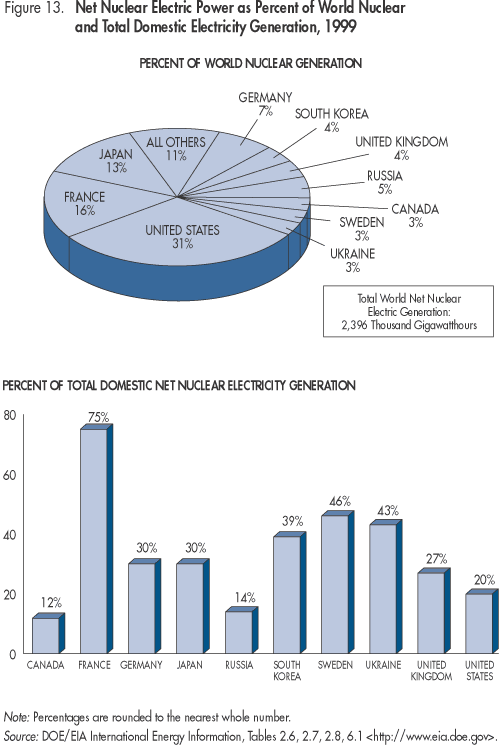 Figure 13. Net Nuclear Electric Power as Percent of World Nuclear
and Total Domestic Electricity Generation, 1999
PERCENT OF WORLD NUCLEAR GENERATION
GERMANY
7%
SOUTH KOREA
4%
ALL OTHERS
11%
UNITED KINGDOM
4%
JAPAN
13%
RUSSIA
5%
FRANCE
16%
CANADA
3%
UNITED STATES
31%
SWEDEN
3%
UKRAINE
3%
Total World Net Nuclear
Electric Generation:
2,396 Thousand Gigawatthours
PERCENT OF TOTAL DOMESTIC NET NUCLEAR ELECTRICITY GENERATION
80
60
40
20
0
12%
75%
30%
30%
14%
39%
46%
43%
27%
20%
CANADA
FRANCE
GERMANY
JAPAN
RUSSIA
SOUTH
KOREA
SWEDEN
UKRAINE
UNITED
KINGDOM
UNITED
STATES
Note: Percentages are rounded to the nearest whole number.
Source: DOE/EIA International Energy Information, Tables 2.6, 2.7, 2.8, 6.1 <http://www.eia.doe.gov>.